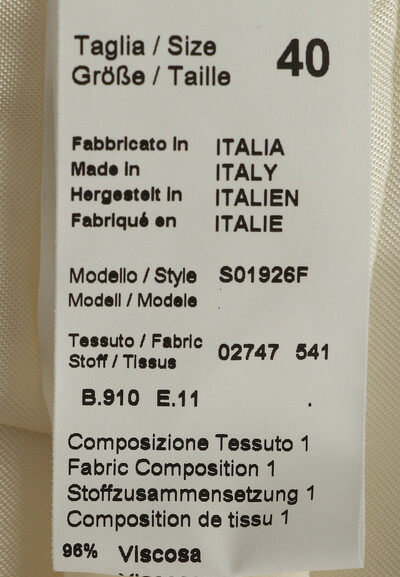 Taglia / Size 40
Größe / Taille
Fabbricato in ITALIA
Made in ITALY
Hergestelt in ITALIEN
Fabriqué en ITALIE
Modello / Style S01926F
Modell / Modele
Tessuto / Fabric 02747 541
Stoff / Tissus
B.910 E.11 .
Composizione Tessuto 1
Fabric Composition 1
Stoffzusammensetzung 1
Composition de tissu 1
96% Viscosa